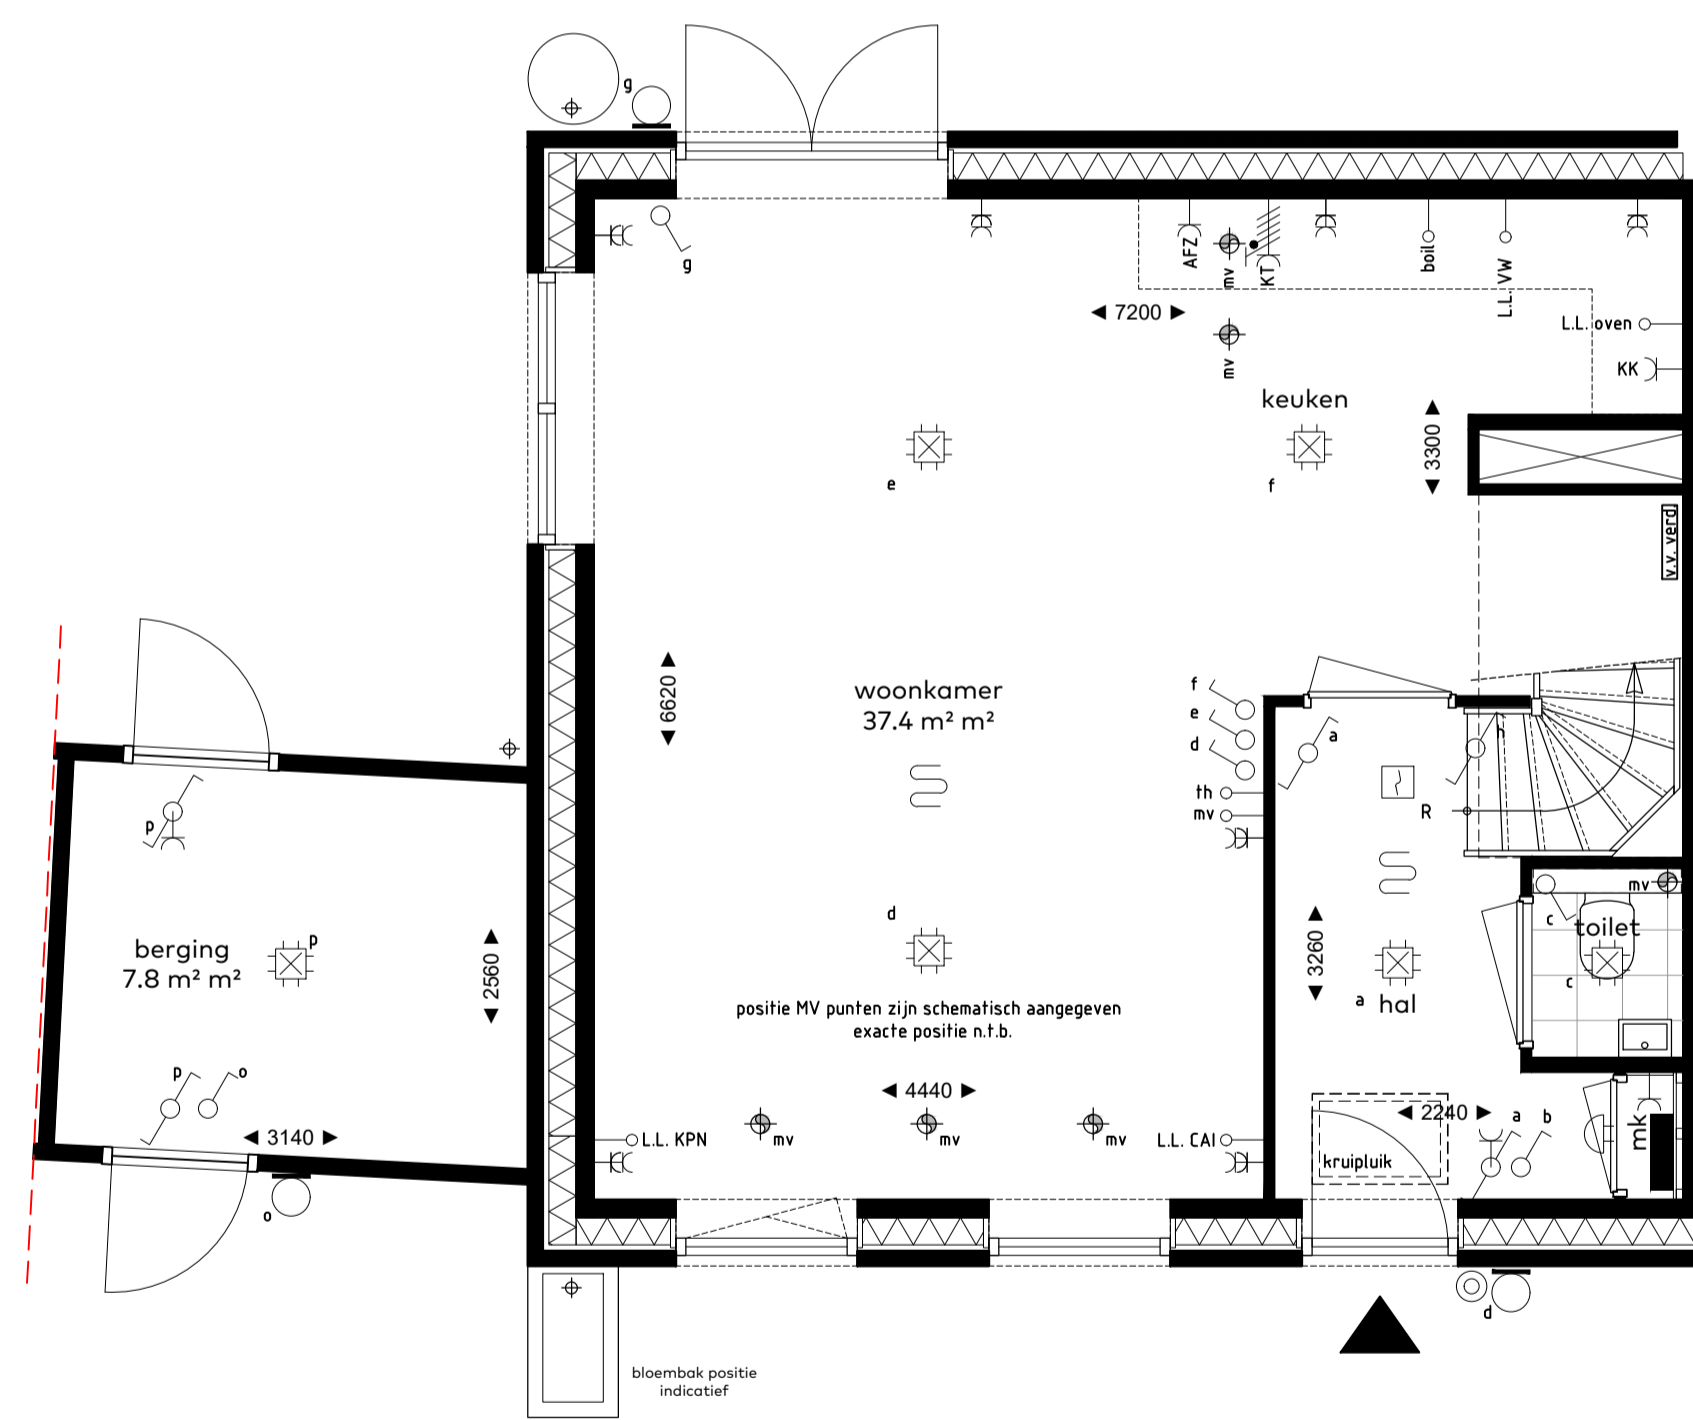 g
g
AFZ
mv
KT
boil
L.L. VW
7200
L.L. oven
mv
KK
keuken
3300
e
f
v.v. verd
6620
woonkamer
37.4 m² m²
f
e
d
a
h
th
mv
R
p
mv
d
c
toilet
berging
7.8 m² m²
p
2560
3260
c
a
hal
positie MV punten zijn schematisch aangegeven
exacte positie n.t.b.
p
o
4440
2240
a
b
mk
3140
L.L. KPN
mv
mv
mv
L.L. CAI
kruipluik
o
d
bloembak positie
indicatief